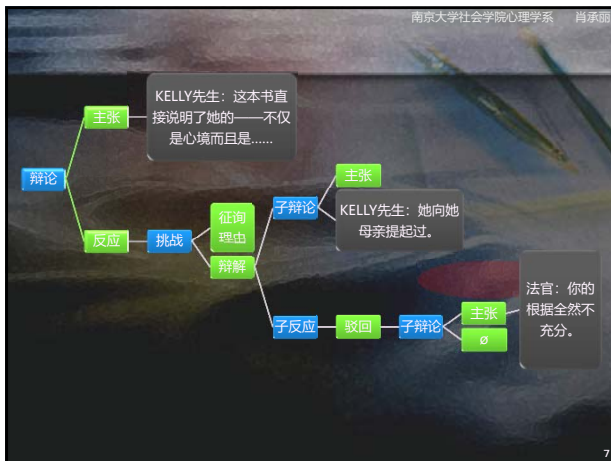 南京大学社会学院心理学系 肖承丽
KELLY先生：这本书直
接说明了她的——不仅
是心境而且是......
主张
辩论
反应
挑战
征询
理由
辩解
子辩论
主张
KELLY先生：她向她
母亲提起过。
子反应
驳回
子辩论
主张
ø
法官：你的
根据全然不
充分。
7